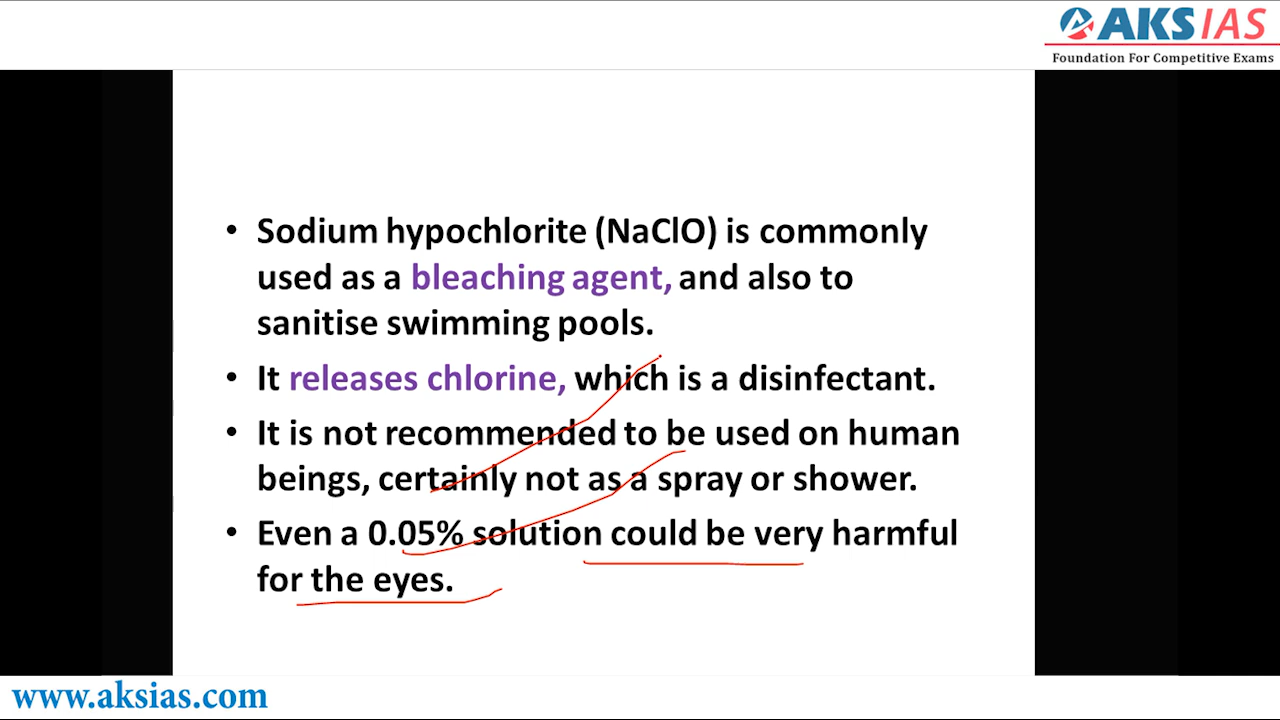 AKS IAS
Foundation For Competitive Exams
• Sodium hypochlorite (NaClO) is commonly
used as a bleaching agent, and also to
sanitise swimming pools.
• It releases chlorine, which is a disinfectant.
• It is not recommended to be used on human
beings, certainly not as a spray or shower.
• Even a 0.05% solution could be very harmful
for the eyes.
www.aksias.com